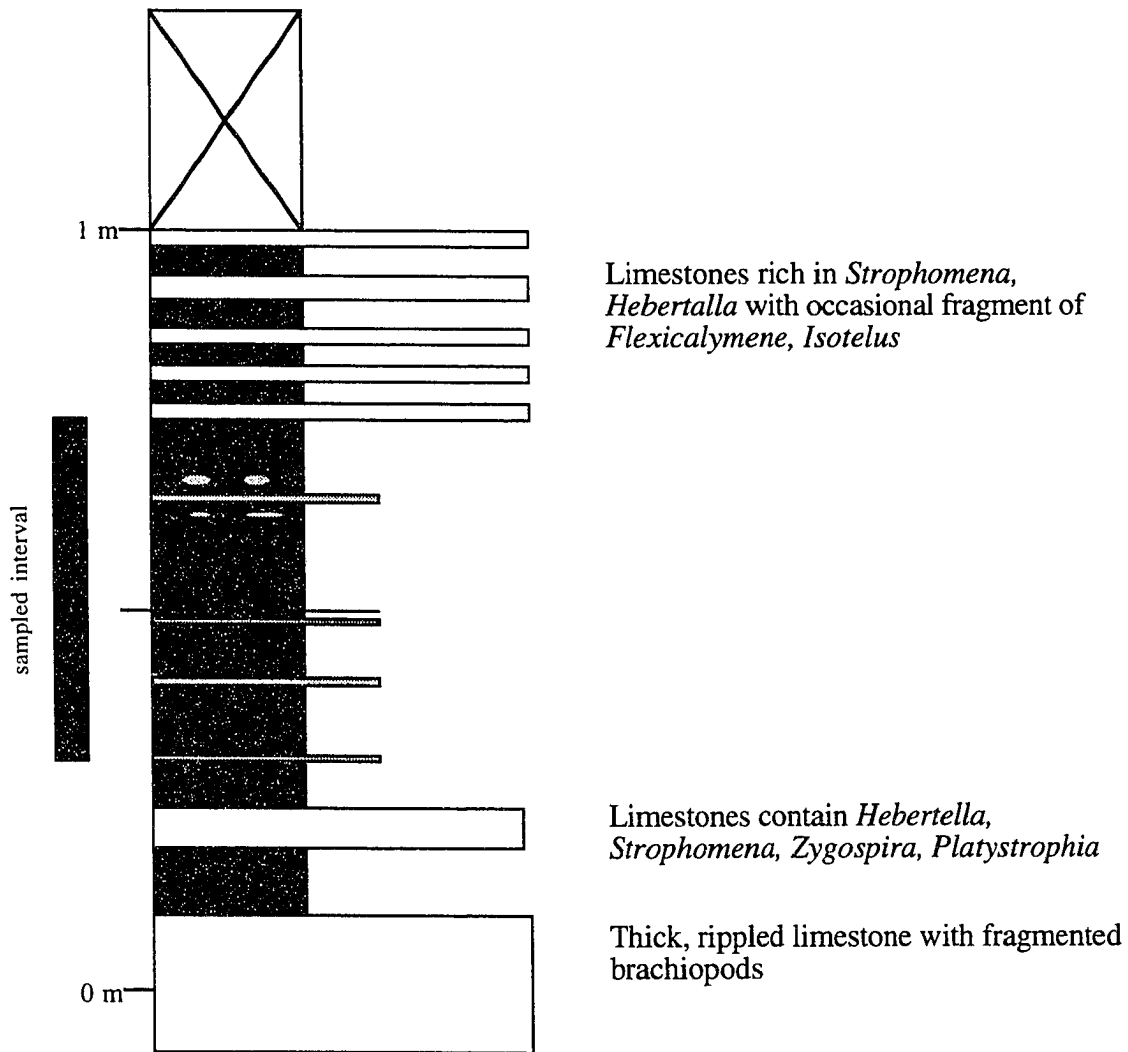 1 m
Limestones rich in Strophomena,
Hebertalla with occasional fragment of
Flexicalymene, Isotelus
sampled interval
Limestones contain Hebertella,
Strophomena, Zygospira, Platystrophia
Thick, rippled limestone with fragmented
brachiopods
0 m